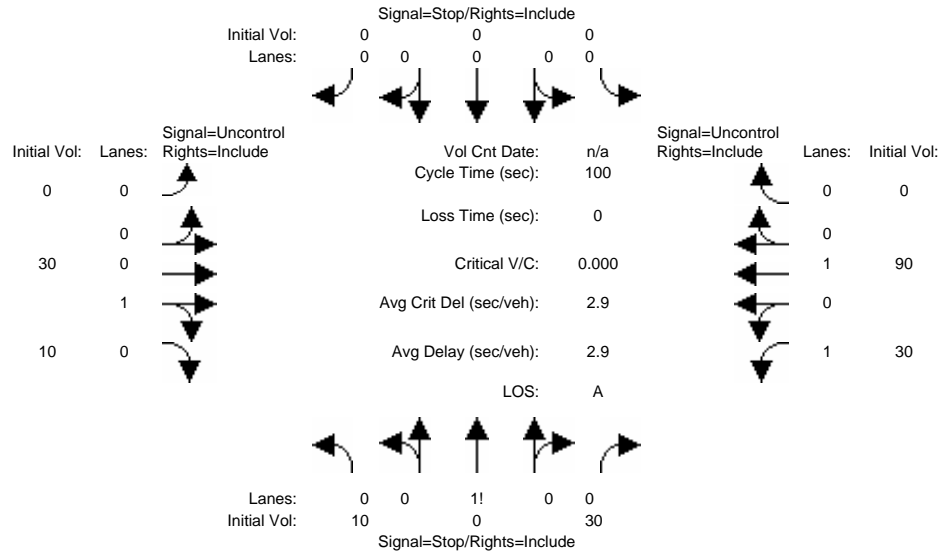 Signal=Stop/Rights=Include
Initial Vol: 0 0 0
Lanes: 0 0 0 0 0
Signal=Uncontrol Signal=Uncontrol
Initial Vol: Lanes: Rights=Include Vol Cnt Date: n/a Rights=Include Lanes: Initial Vol:
Cycle Time (sec): 100
0 0 0 0
Loss Time (sec): 0
0 0
30 0 Critical V/C: 0.000 1 90
1 Avg Crit Del (sec/veh): 2.9 0
10 0 Avg Delay (sec/veh): 2.9 1 30
LOS: A
Lanes: 0 0 1! 0 0
Initial Vol: 10 0 30
Signal=Stop/Rights=Include